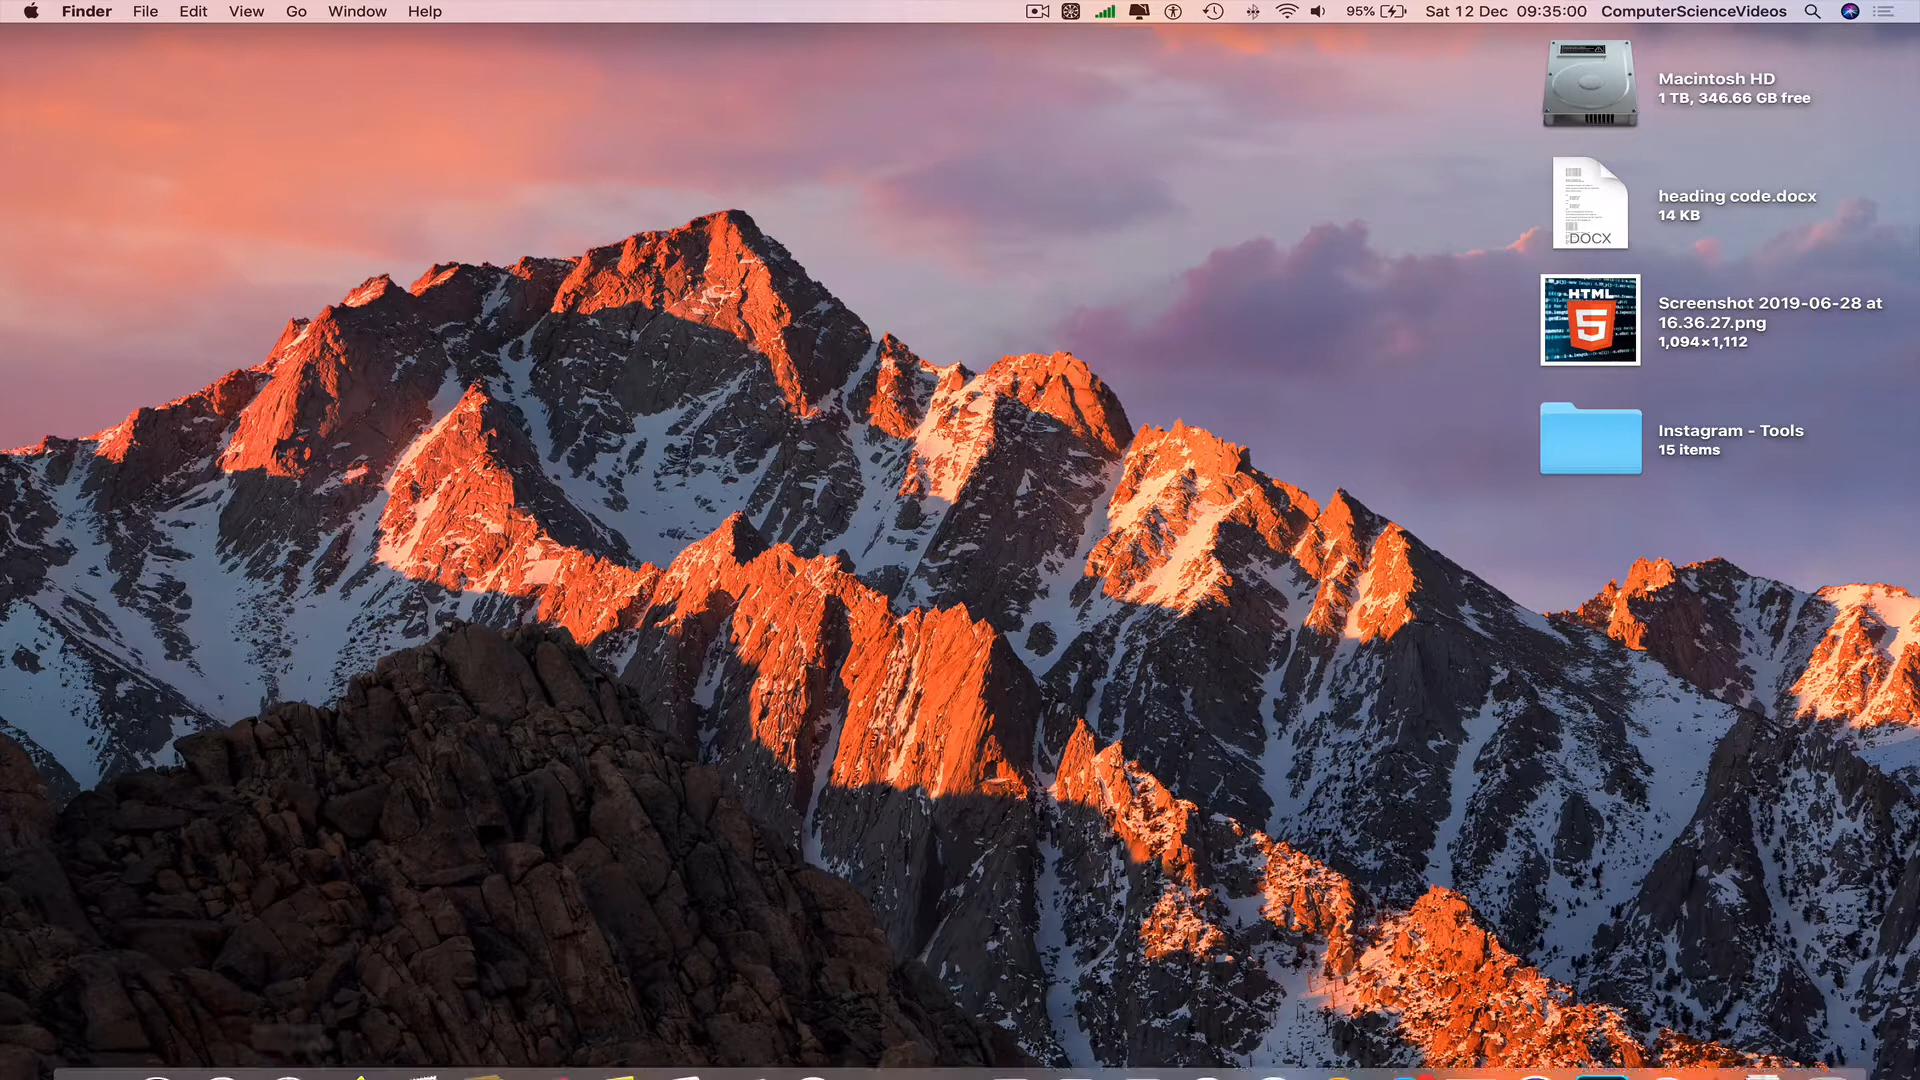 Finder File Edit View Go Window Help 95% Sat 12 Dec 09:35:00 ComputerScienceVideos
Macintosh HD
1 TB, 346.66 GB free
DOCX
heading code.docx
14 KB
HTML
5
Screenshot 2019-06-28 at
16.36.27.png
1,094×1,112
Instagram - Tools
15 items